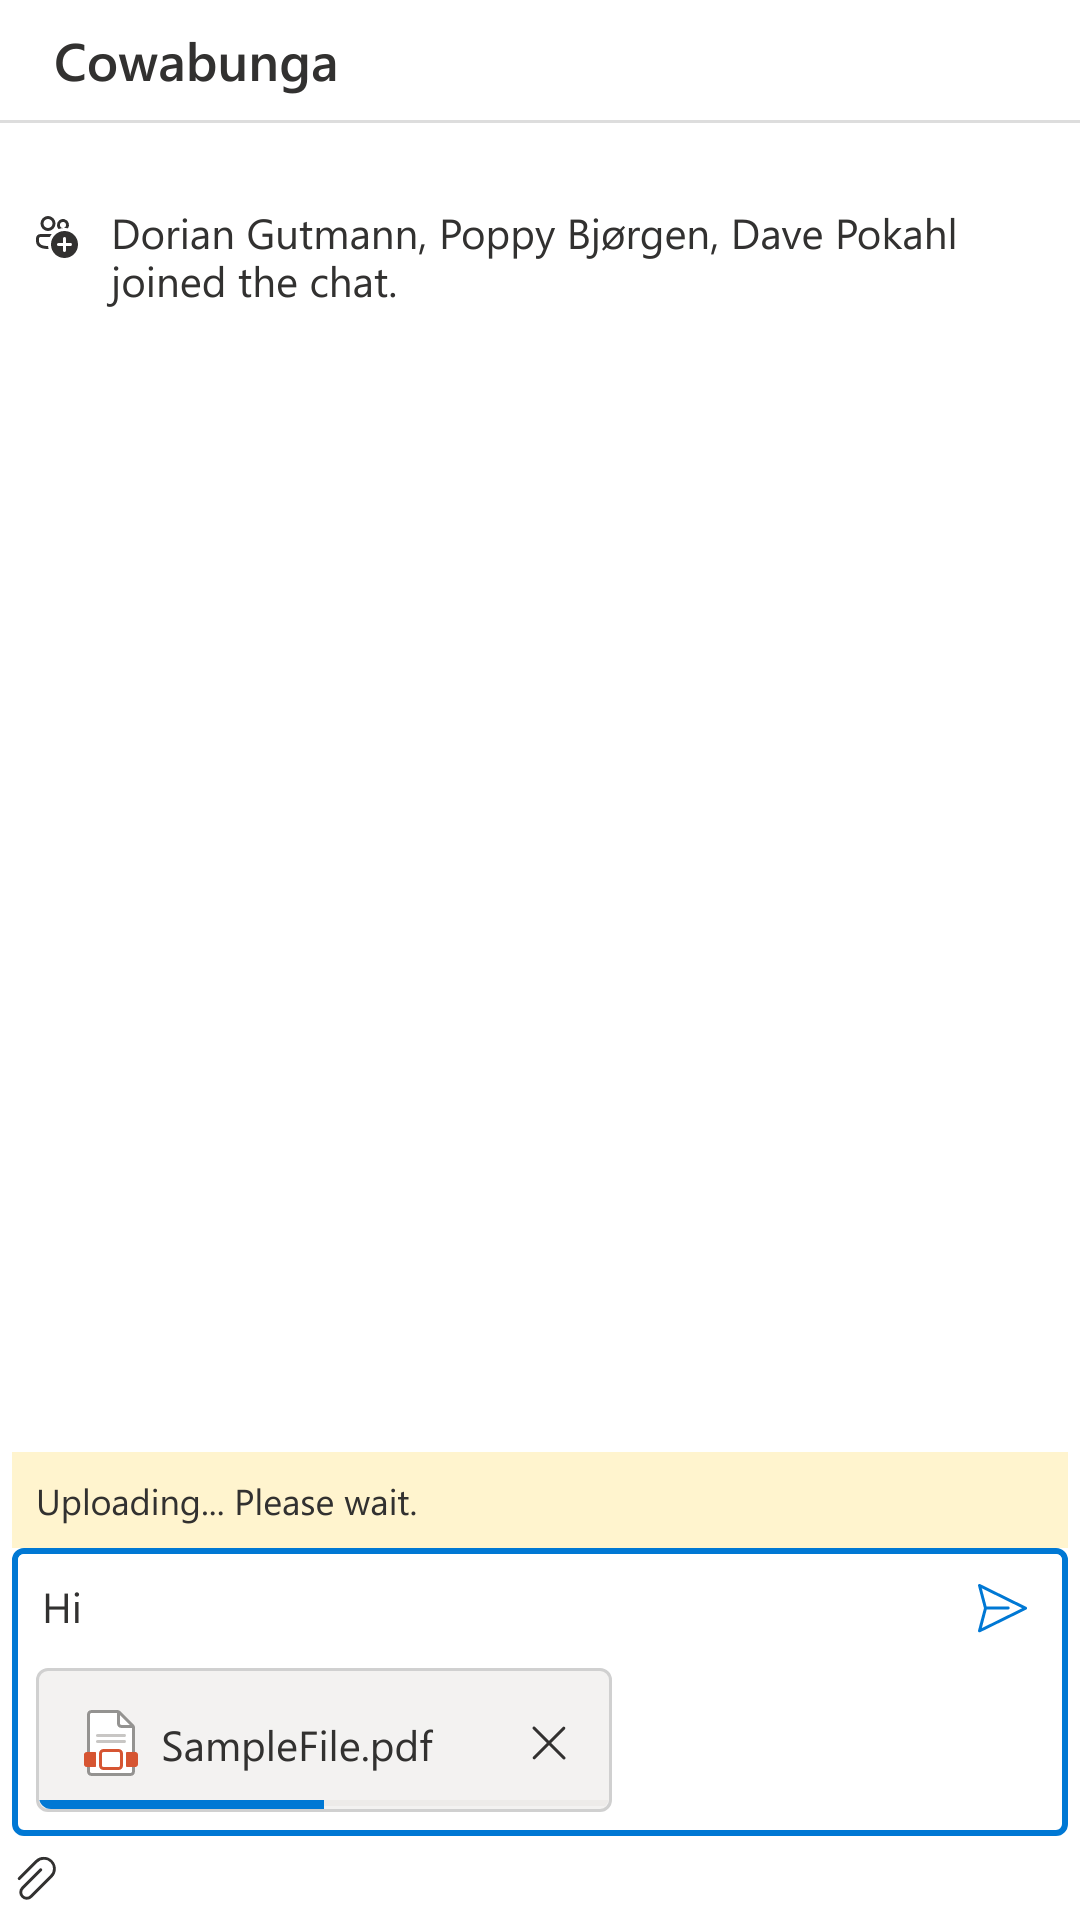 Cowabunga
Dorian Gutmann, Poppy Bjørgen, Dave Pokahl
joined the chat.
Uploading... Please wait.
Hi
SampleFile.pdf